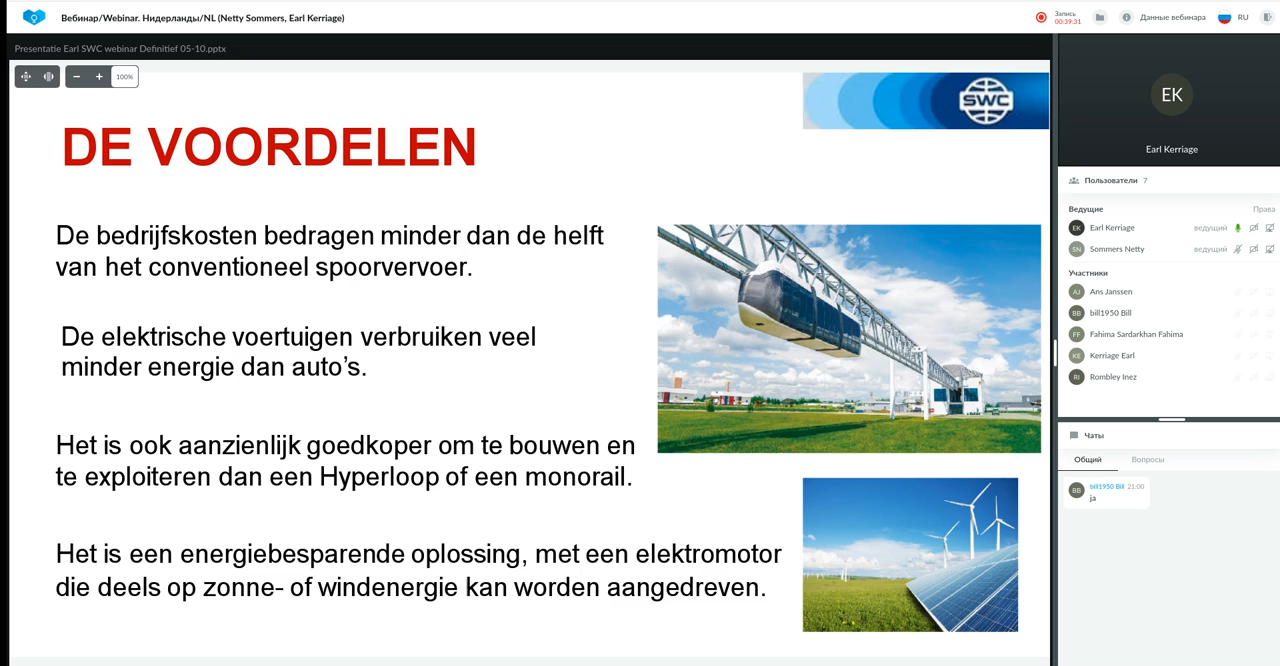 Вебинар/Webinar. Нидерланды/NL (Netty Sommers, Earl Kerriage)
Запись
00:39:31
Данные вебинара
RU
Presentatie Earl SWC webinar Definitief 05-10.pptx
100%
SWC
DE VOORDELEN
De bedrijfskosten bedragen minder dan de helft
van het conventioneel spoorvervoer.
De elektrische voertuigen verbruiken veel
minder energie dan auto’s.
Het is ook aanzienlijk goedkoper om te bouwen en
te exploiteren dan een Hyperloop of een monorail.
Het is een energiebesparende oplossing, met een elektromotor
die deels op zonne- of windenergie kan worden aangedreven.
EK
Earl Kerriage
Пользователи 7
Ведущие Права
EK Earl Kerriage ведущий
SN Sommers Netty ведущий
Участники
AJ Ans Janssen
BB bill1950 Bill
FF Fahima Sardarkhan Fahima
KE Kerriage Earl
RI Rombley Inez
Чаты
Общий Вопросы
BB bill1950 Bill 21:00
ja